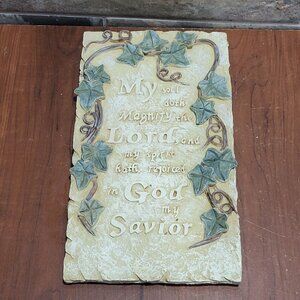 My soul
doth
Magnify the
Lord, and
my spirit
hath rejoiced
in God
my
Savior